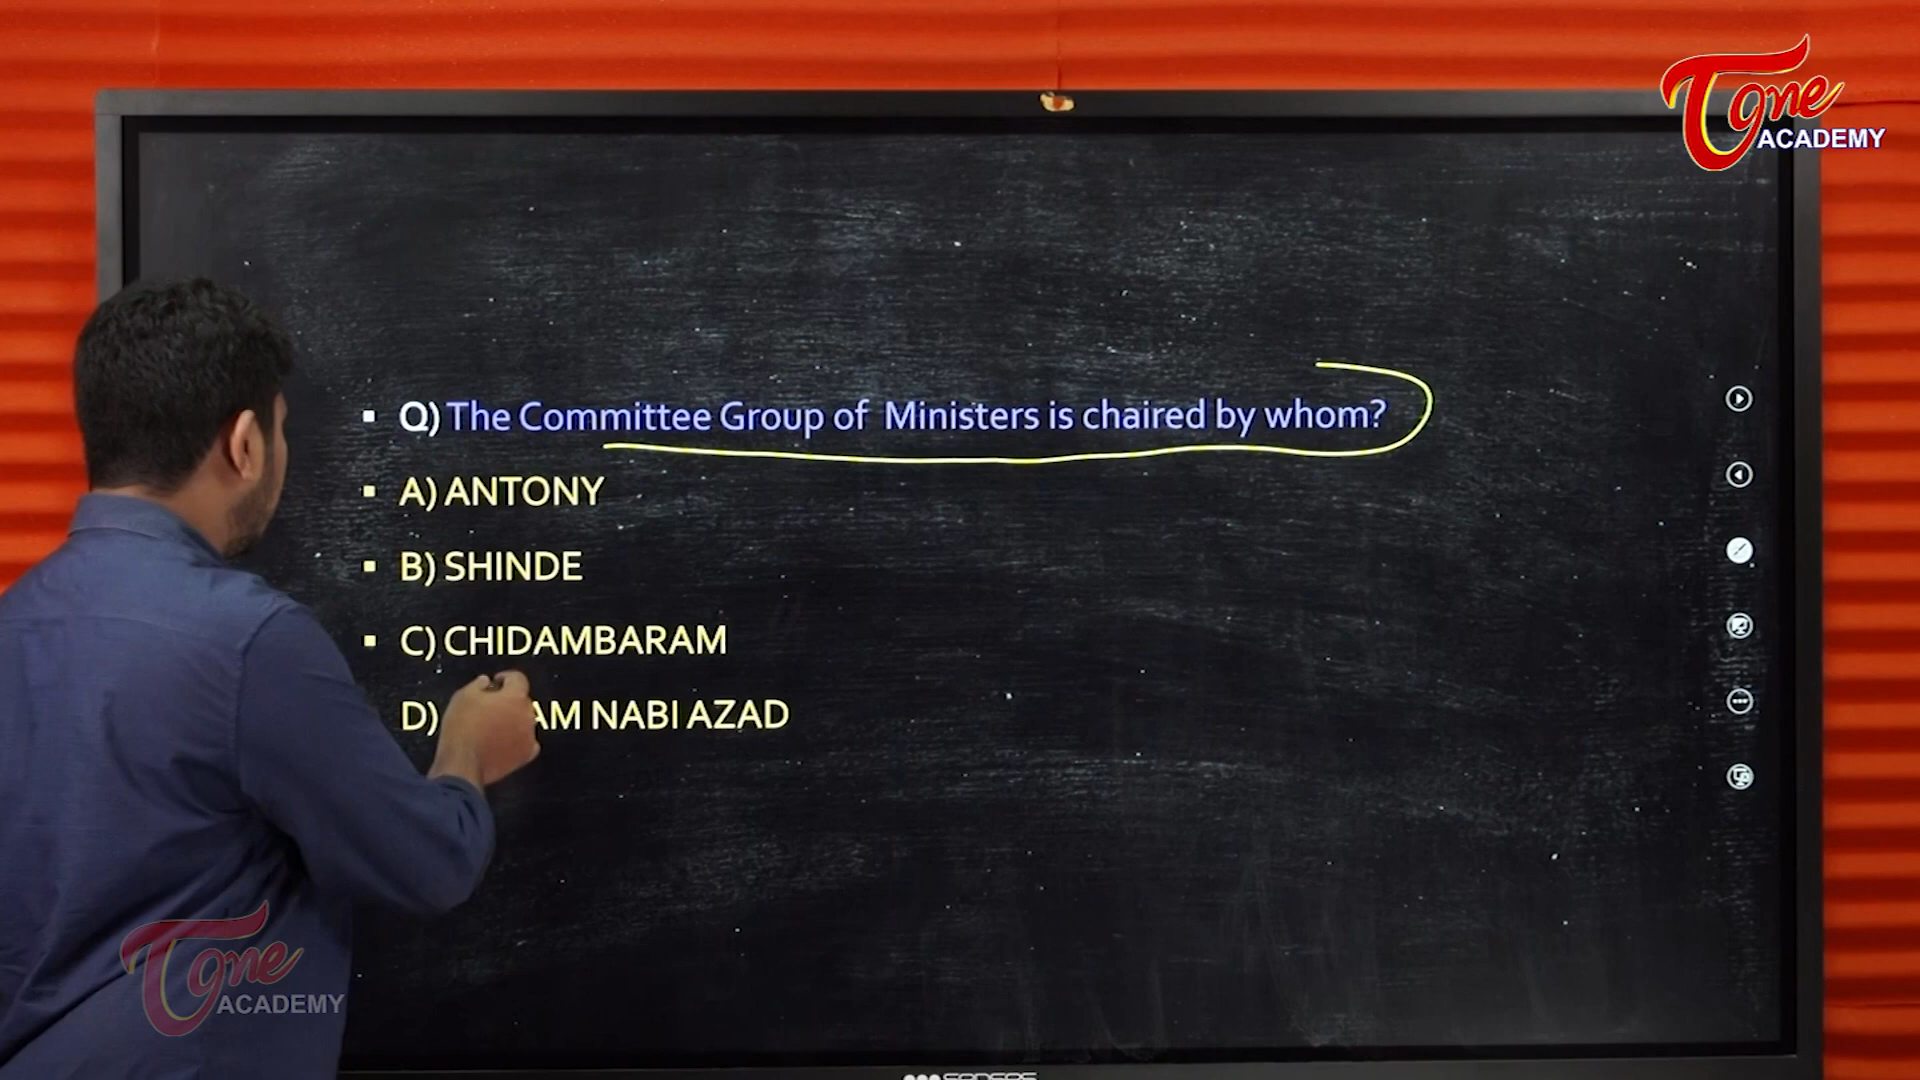 Tone
ACADEMY
Q) The Committee Group of Ministers is chaired by whom?
A) ANTONY
B) SHINDE
C) CHIDAMBARAM
D) AM NABI AZAD
Tone
ACADEMY